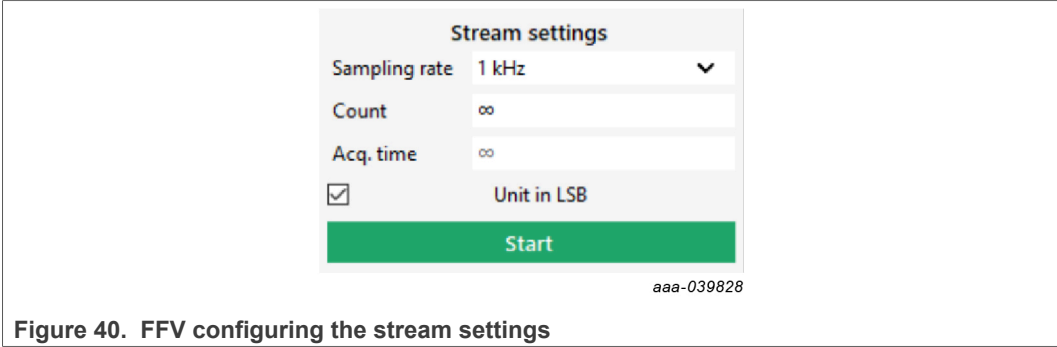 Stream settings
Sampling rate 1 kHz
Count ∞
Acq. time ∞
Unit in LSB
Start
aaa-039828
Figure 40. FFV configuring the stream settings